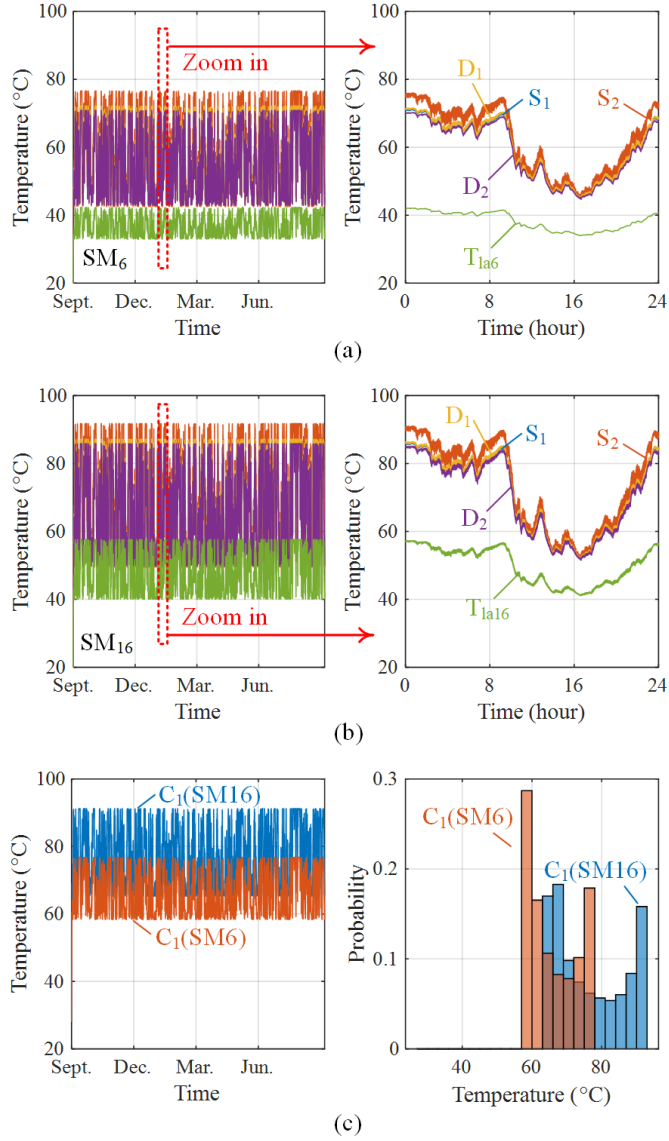 100
80
60
40
20
Temperature (°C)
Zoom in
SM6
Sept. Dec. Mar. Jun.
Time
100
80
60
40
20
Temperature (°C)
D1
S1
S2
D2
Tla6
0 8 16 24
Time (hour)
(a)
100
80
60
40
20
Temperature (°C)
Zoom in
SM16
Sept. Dec. Mar. Jun.
Time
100
80
60
40
20
Temperature (°C)
D1
S1
S2
D2
Tla16
0 8 16 24
Time (hour)
(b)
100
80
60
40
20
Temperature (°C)
C1(SM16)
C1(SM6)
Sept. Dec. Mar. Jun.
Time
0.3
0.2
0.1
0
Probability
C1(SM6)
C1(SM16)
40 60 80
Temperature (°C)
(c)